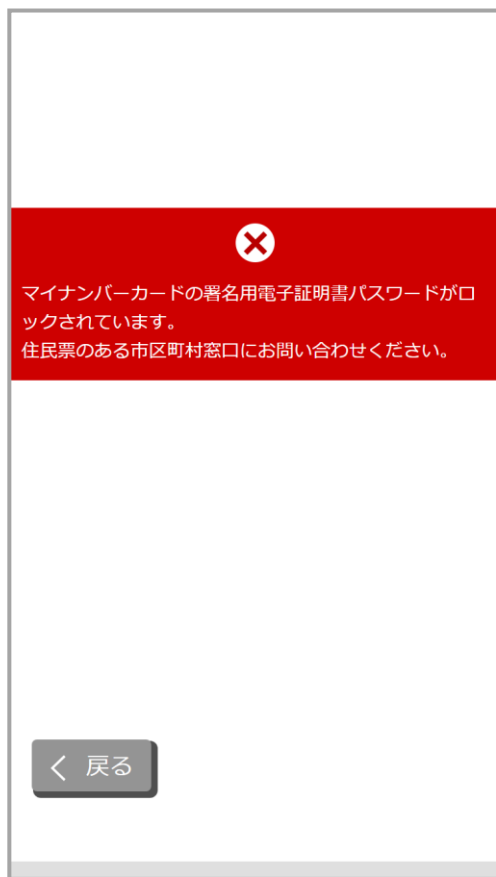 マイナンバーカードの署名用電子証明書パスワードがロ
ックされています。
住民票のある市区町村窓口にお問い合わせください。
戻る